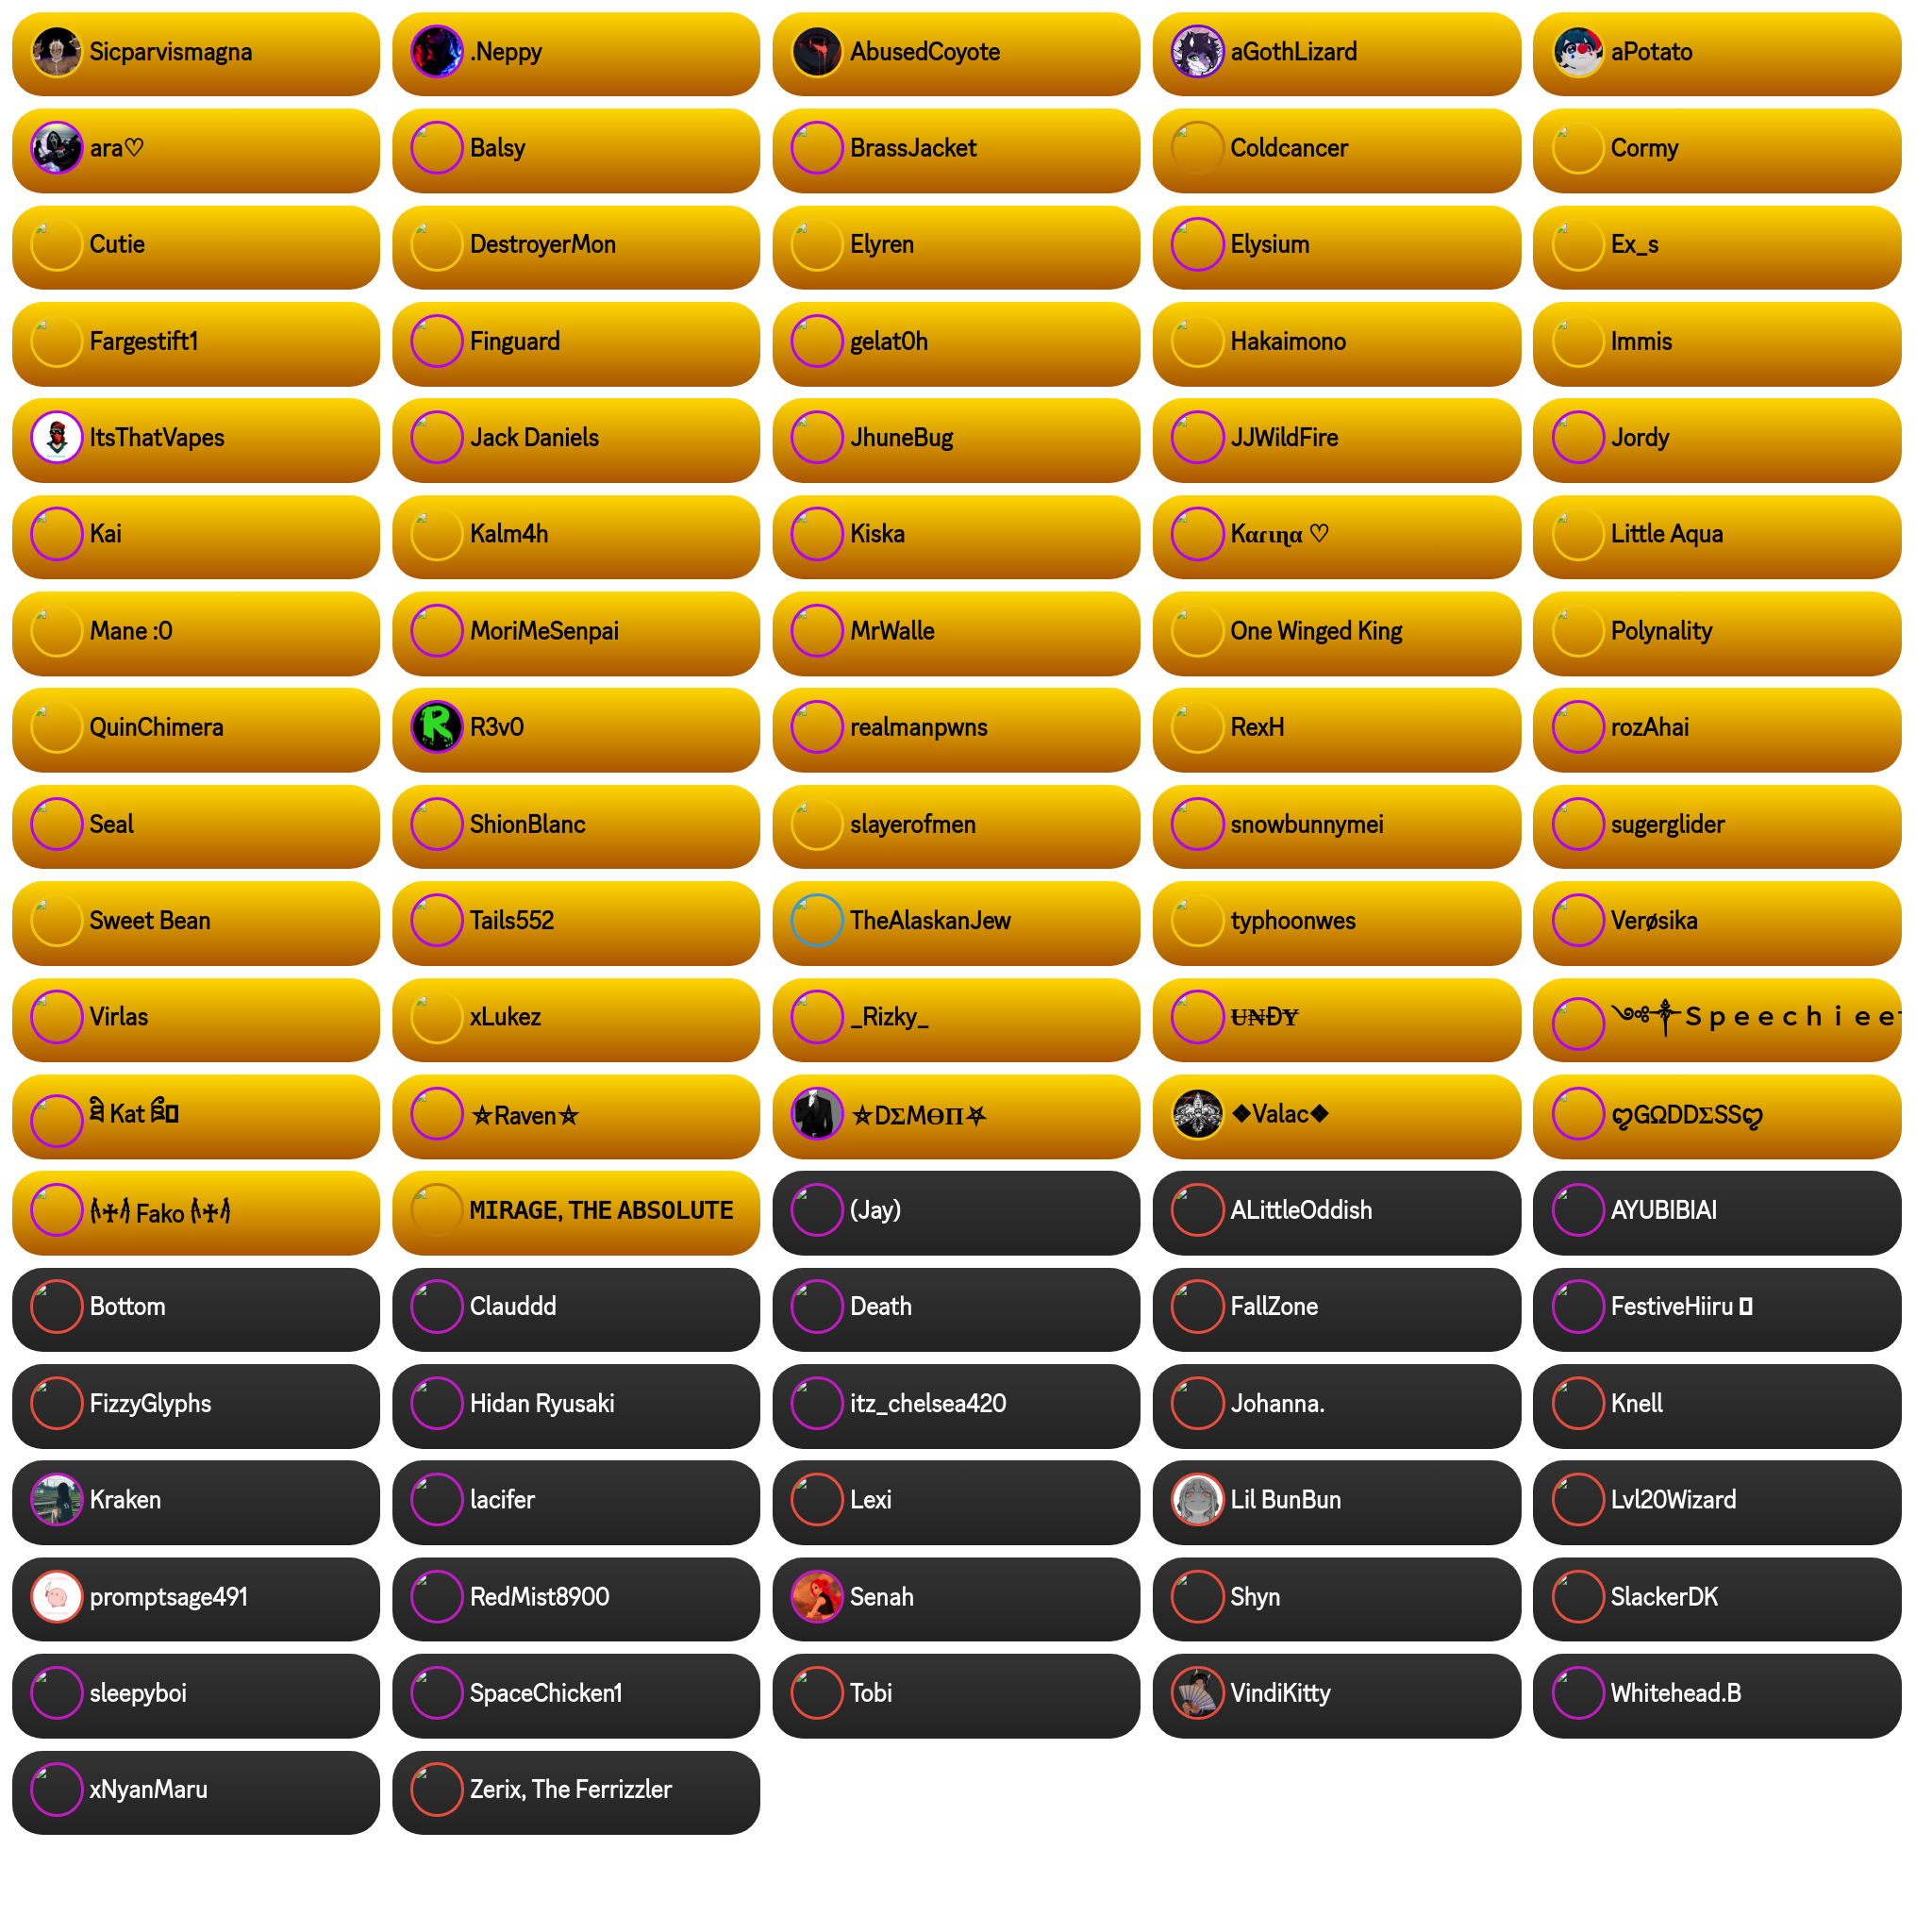 Sicparvismagna
.Neppy
AbusedCoyote
aGothLizard
aPotato
ara♡
Balsy
BrassJacket
Coldcancer
Cormy
Cutie
DestroyerMon
Elyren
Elysium
Ex_s
Fargestift1
Finguard
gelat0h
Hakaimono
Immis
ItsThatVapes
Jack Daniels
JhuneBug
JJWildFire
Jordy
Kai
Kalm4h
Kiska
Kαɾιɳα ♡
Little Aqua
Mane :0
MoriMeSenpai
MrWalle
One Winged King
Polynality
QuinChimera
R3v0
realmanpwns
RexH
rozAhai
Seal
ShionBlanc
slayerofmen
snowbunnymei
sugerglider
Sweet Bean
Tails552
TheAlaskanJew
typhoonwes
Verøsika
Virlas
xLukez
_Rizky_
Ʉ₦ĐɎ
༺༒Ｓｐｅｅｃｈｉｅｅ
Kat
⛤Raven⛤
⛤DΣMӨΠ⛧
❖Valac❖
ღGΩDDΣSSღ
Fako
MIRAGE, THE ABSOLUTE
(Jay)
ALittleOddish
AYUBIBIAI
Bottom
Clauddd
Death
FallZone
FestiveHiiru
FizzyGlyphs
Hidan Ryusaki
itz_chelsea420
Johanna.
Knell
Kraken
lacifer
Lexi
Lil BunBun
Lvl20Wizard
promptsage491
RedMist8900
Senah
Shyn
SlackerDK
sleepyboi
SpaceChicken1
Tobi
VindiKitty
Whitehead.B
xNyanMaru
Zerix, The Ferrizzler